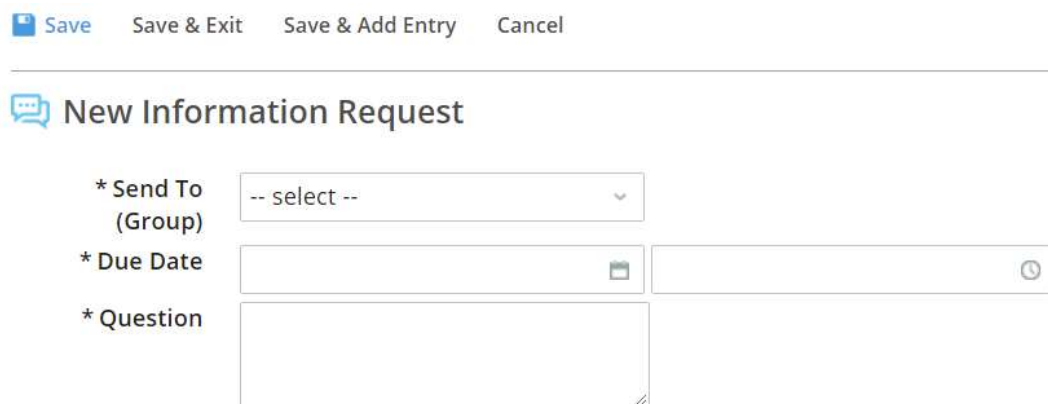 Save Save & Exit Save & Add Entry Cancel
New Information Request
* Send To
(Group)
-- select --
* Due Date
* Question